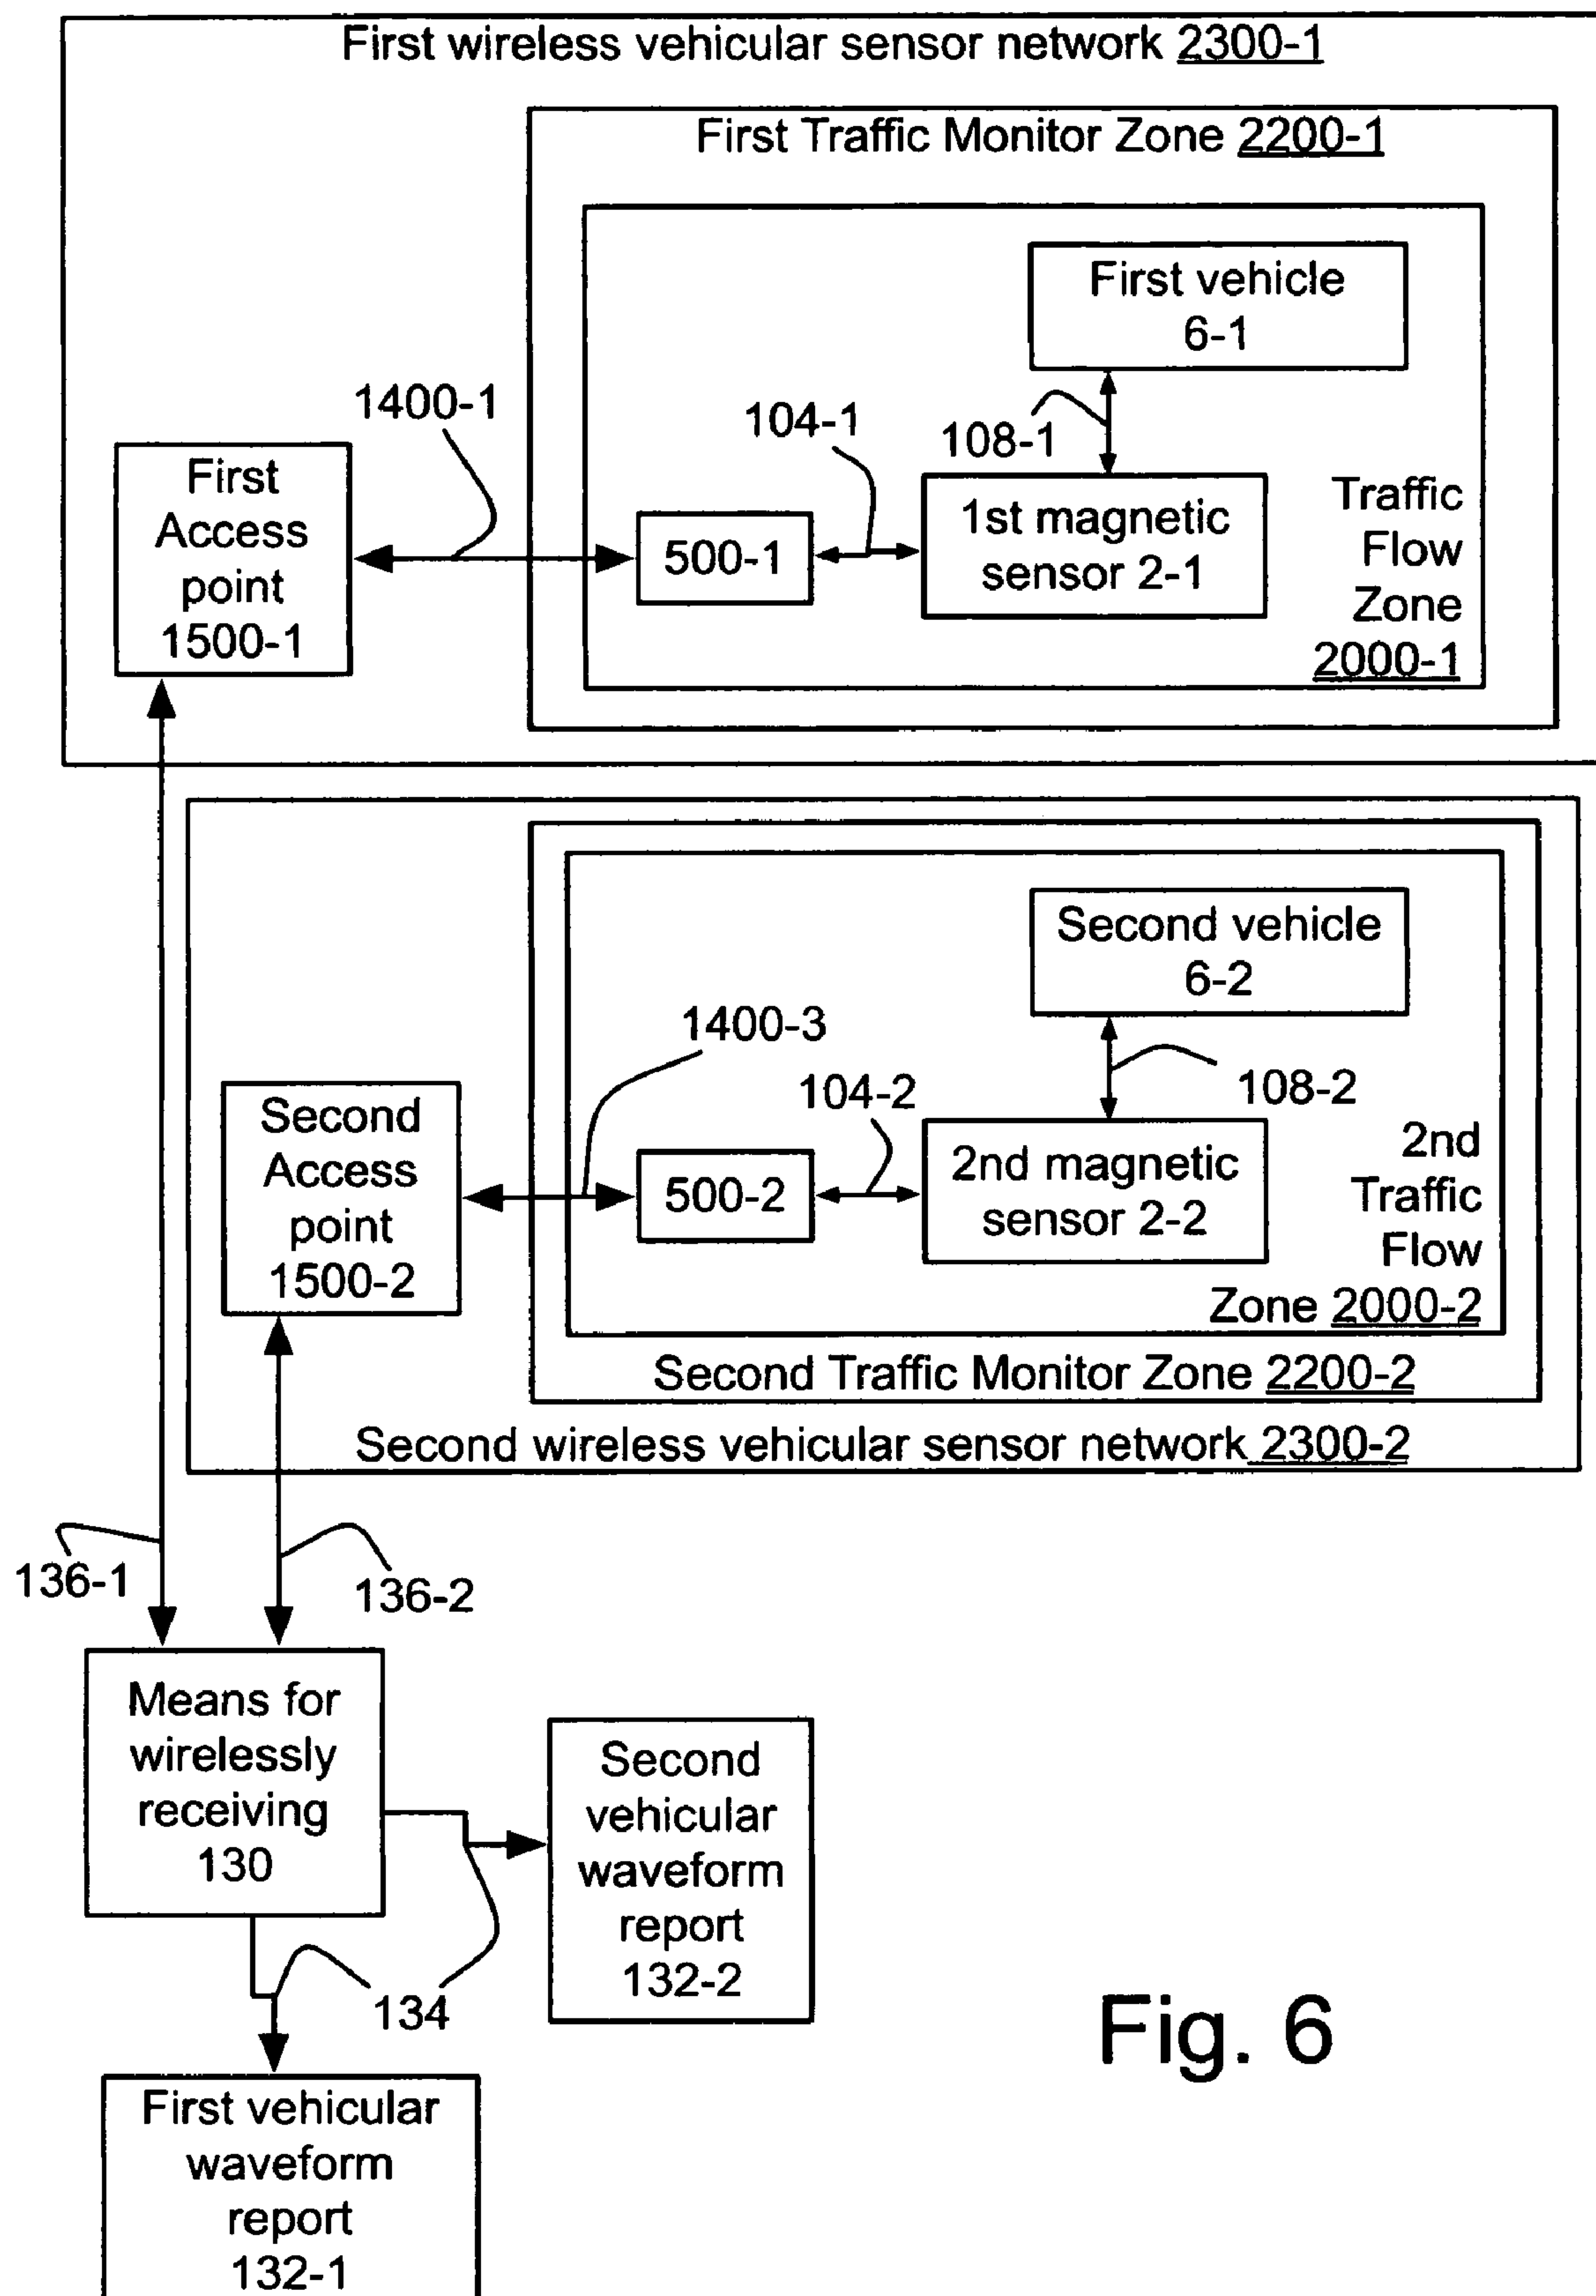 First wireless vehicular sensor network 2300-1
First Traffic Monitor Zone 2200-1
First vehicle
6-1
1400-1
104-1
108-1
First
Access
point
1500-1
500-1
1st magnetic
sensor 2-1
Traffic
Flow
Zone
2000-1
Second vehicle
6-2
1400-3
104-2
108-2
Second
Access
point
1500-2
500-2
2nd magnetic
sensor 2-2
2nd
Traffic
Flow
Zone 2000-2
Second Traffic Monitor Zone 2200-2
Second wireless vehicular sensor network 2300-2
136-1
136-2
Means for
wirelessly
receiving
130
Second
vehicular
waveform
report
132-2
134
First vehicular
waveform
report
132-1
Fig. 6